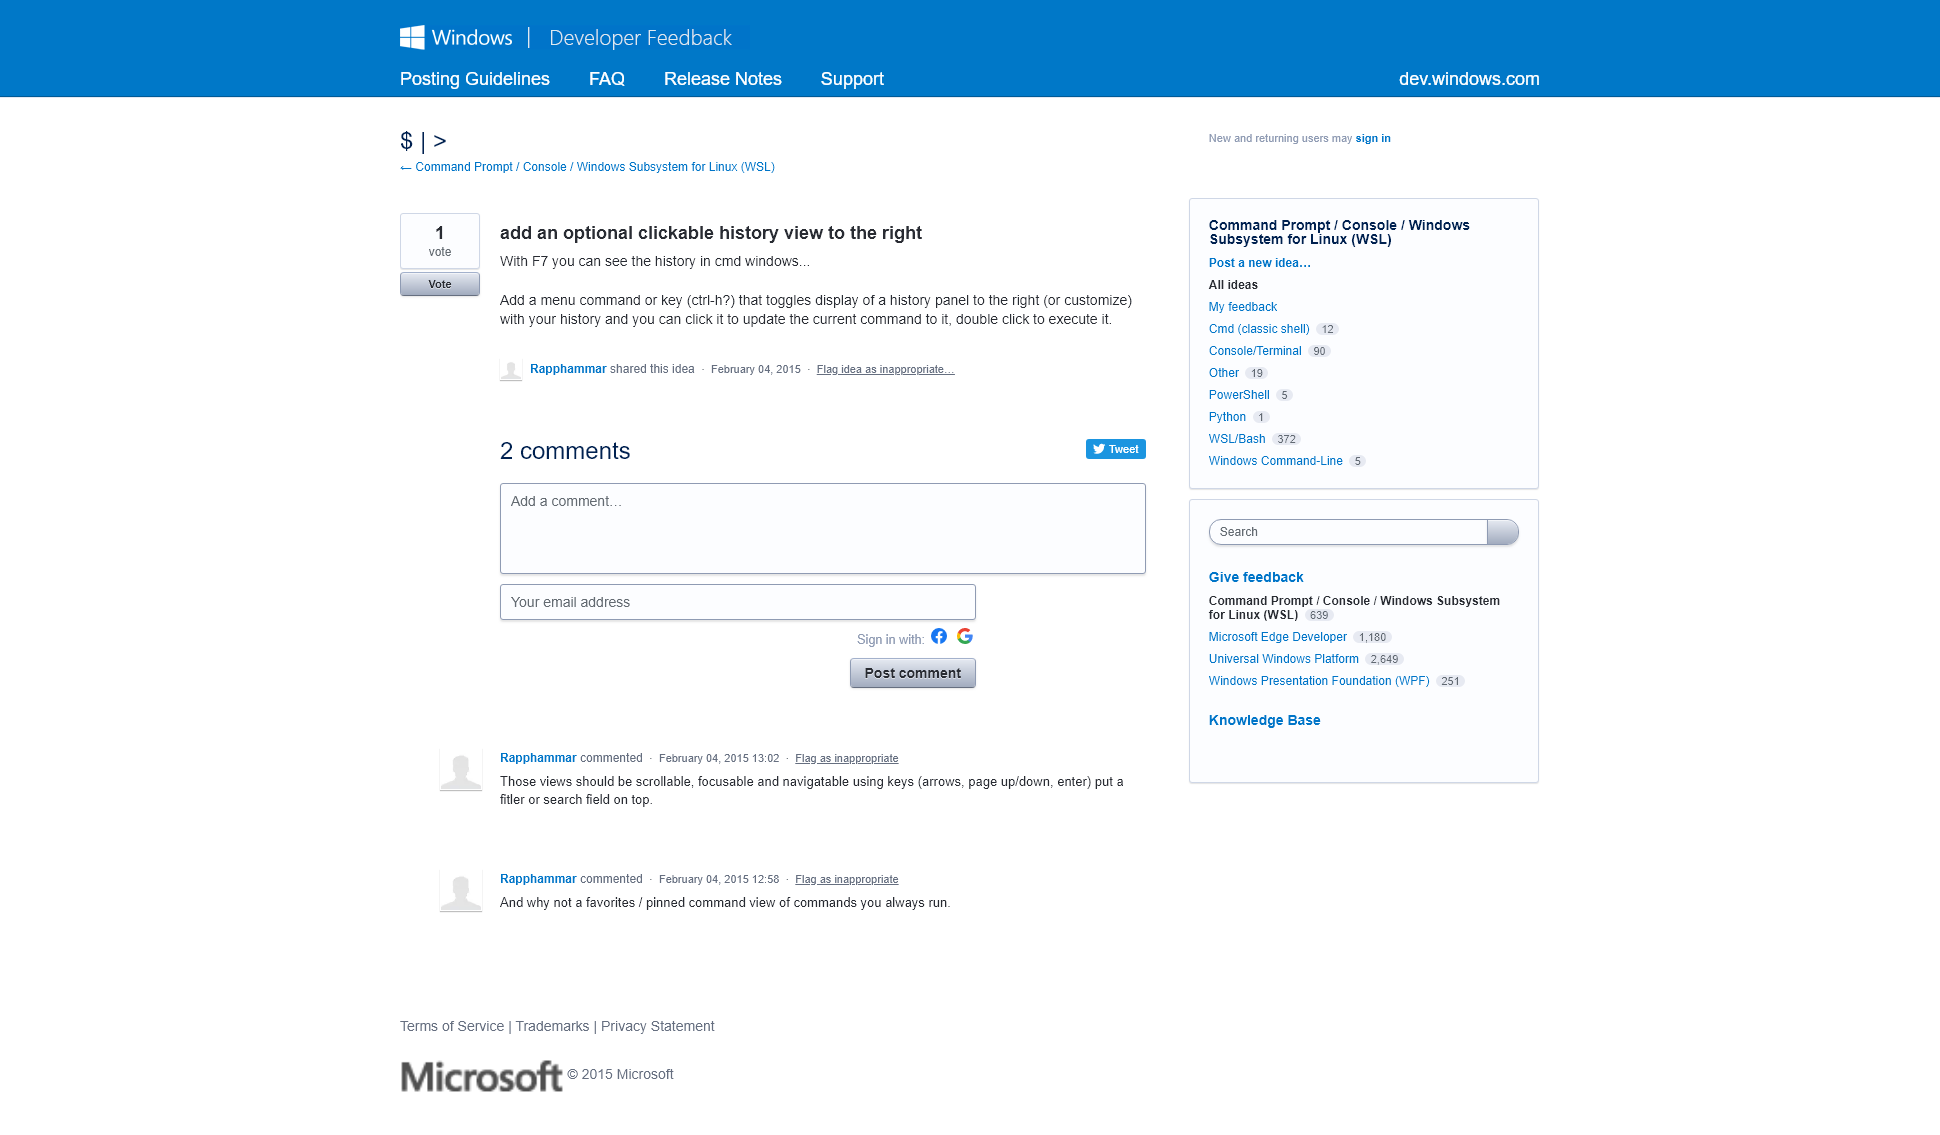 Windows | Developer Feedback
Posting Guidelines FAQ Release Notes Support dev.windows.com
$ | >
← Command Prompt / Console / Windows Subsystem for Linux (WSL)
New and returning users may sign in
1
vote
Vote
add an optional clickable history view to the right
With F7 you can see the history in cmd windows...
Add a menu command or key (ctrl-h?) that toggles display of a history panel to the right (or customize)
with your history and you can click it to update the current command to it, double click to execute it.
Rapphammar shared this idea · February 04, 2015 · Flag idea as inappropriate…
2 comments
Tweet
Add a comment…
Your email address
Sign in with:
Post comment
Rapphammar commented · February 04, 2015 13:02 · Flag as inappropriate
Those views should be scrollable, focusable and navigatable using keys (arrows, page up/down, enter) put a
fitler or search field on top.
Rapphammar commented · February 04, 2015 12:58 · Flag as inappropriate
And why not a favorites / pinned command view of commands you always run.
Command Prompt / Console / Windows
Subsystem for Linux (WSL)
Post a new idea…
All ideas
My feedback
Cmd (classic shell) 12
Console/Terminal 90
Other 19
PowerShell 5
Python 1
WSL/Bash 372
Windows Command-Line 5
Search
Give feedback
Command Prompt / Console / Windows Subsystem
for Linux (WSL) 639
Microsoft Edge Developer 1,180
Universal Windows Platform 2,649
Windows Presentation Foundation (WPF) 251
Knowledge Base
Terms of Service | Trademarks | Privacy Statement
Microsoft © 2015 Microsoft